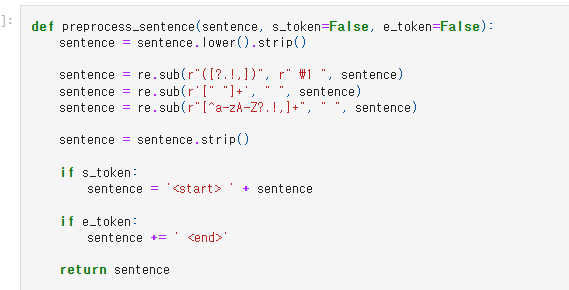 ]:
def preprocess_sentence(sentence, s_token=False, e_token=False):
    sentence = sentence.lower().strip()

    sentence = re.sub(r"([?.!,])", r" ₩1 ", sentence)
    sentence = re.sub(r'[" "]+', " ", sentence)
    sentence = re.sub(r"[^a-zA-Z?.!,]+", " ", sentence)

    sentence = sentence.strip()

    if s_token:
        sentence = '<start> ' + sentence

    if e_token:
        sentence += ' <end>'

    return sentence